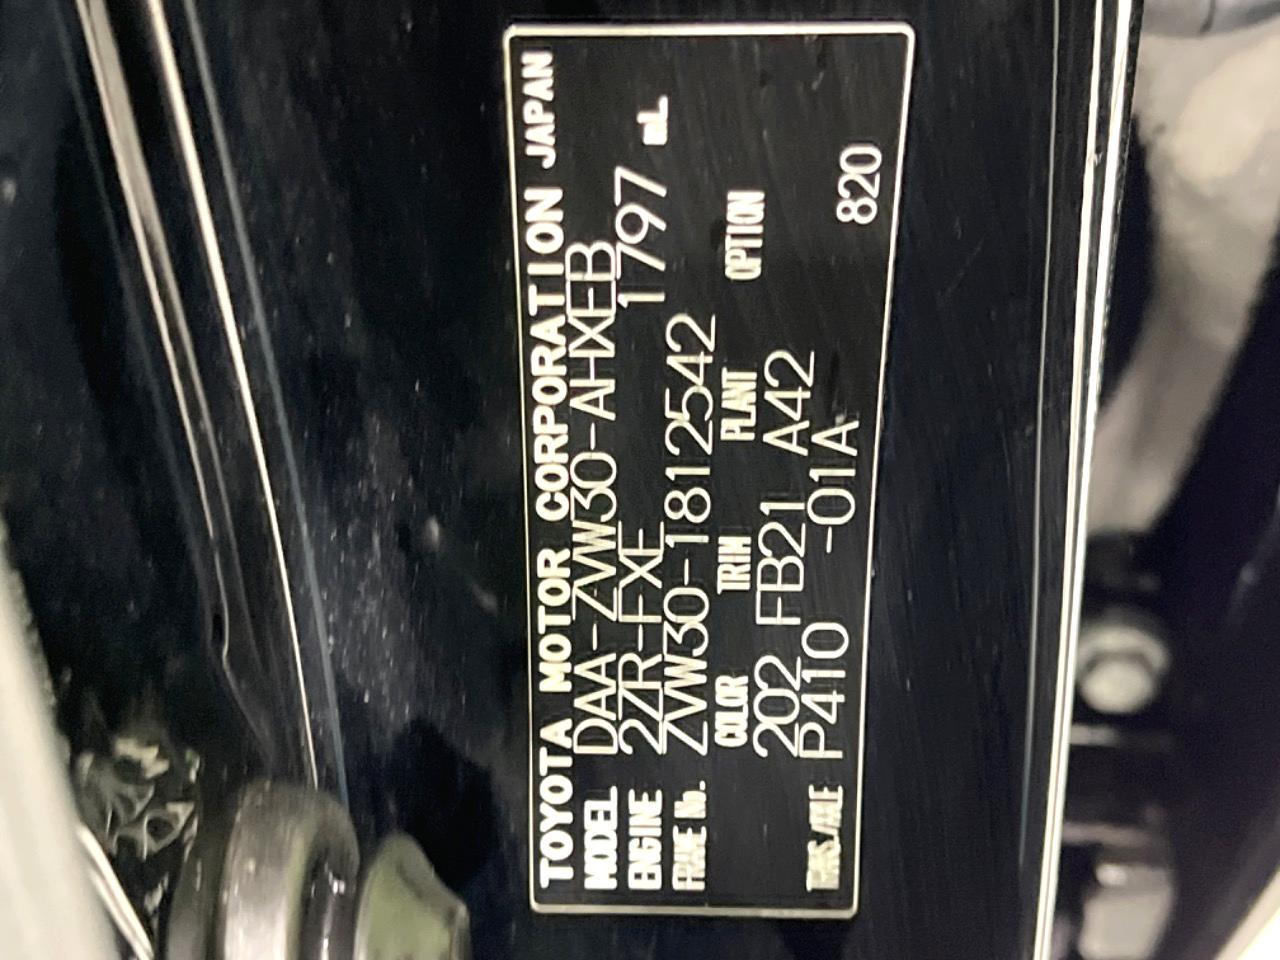 TOYOTA MOTOR CORPORATION JAPAN
MODEL DAA-ZVW30-AHXEB
ENGINE 2ZR-FXE 1797 mL
FRAME No. ZVW30-1812542
COLOR TRIM PLANT OPTION
202 FB21 A42
TRANS./AXLE P410 -01A 820